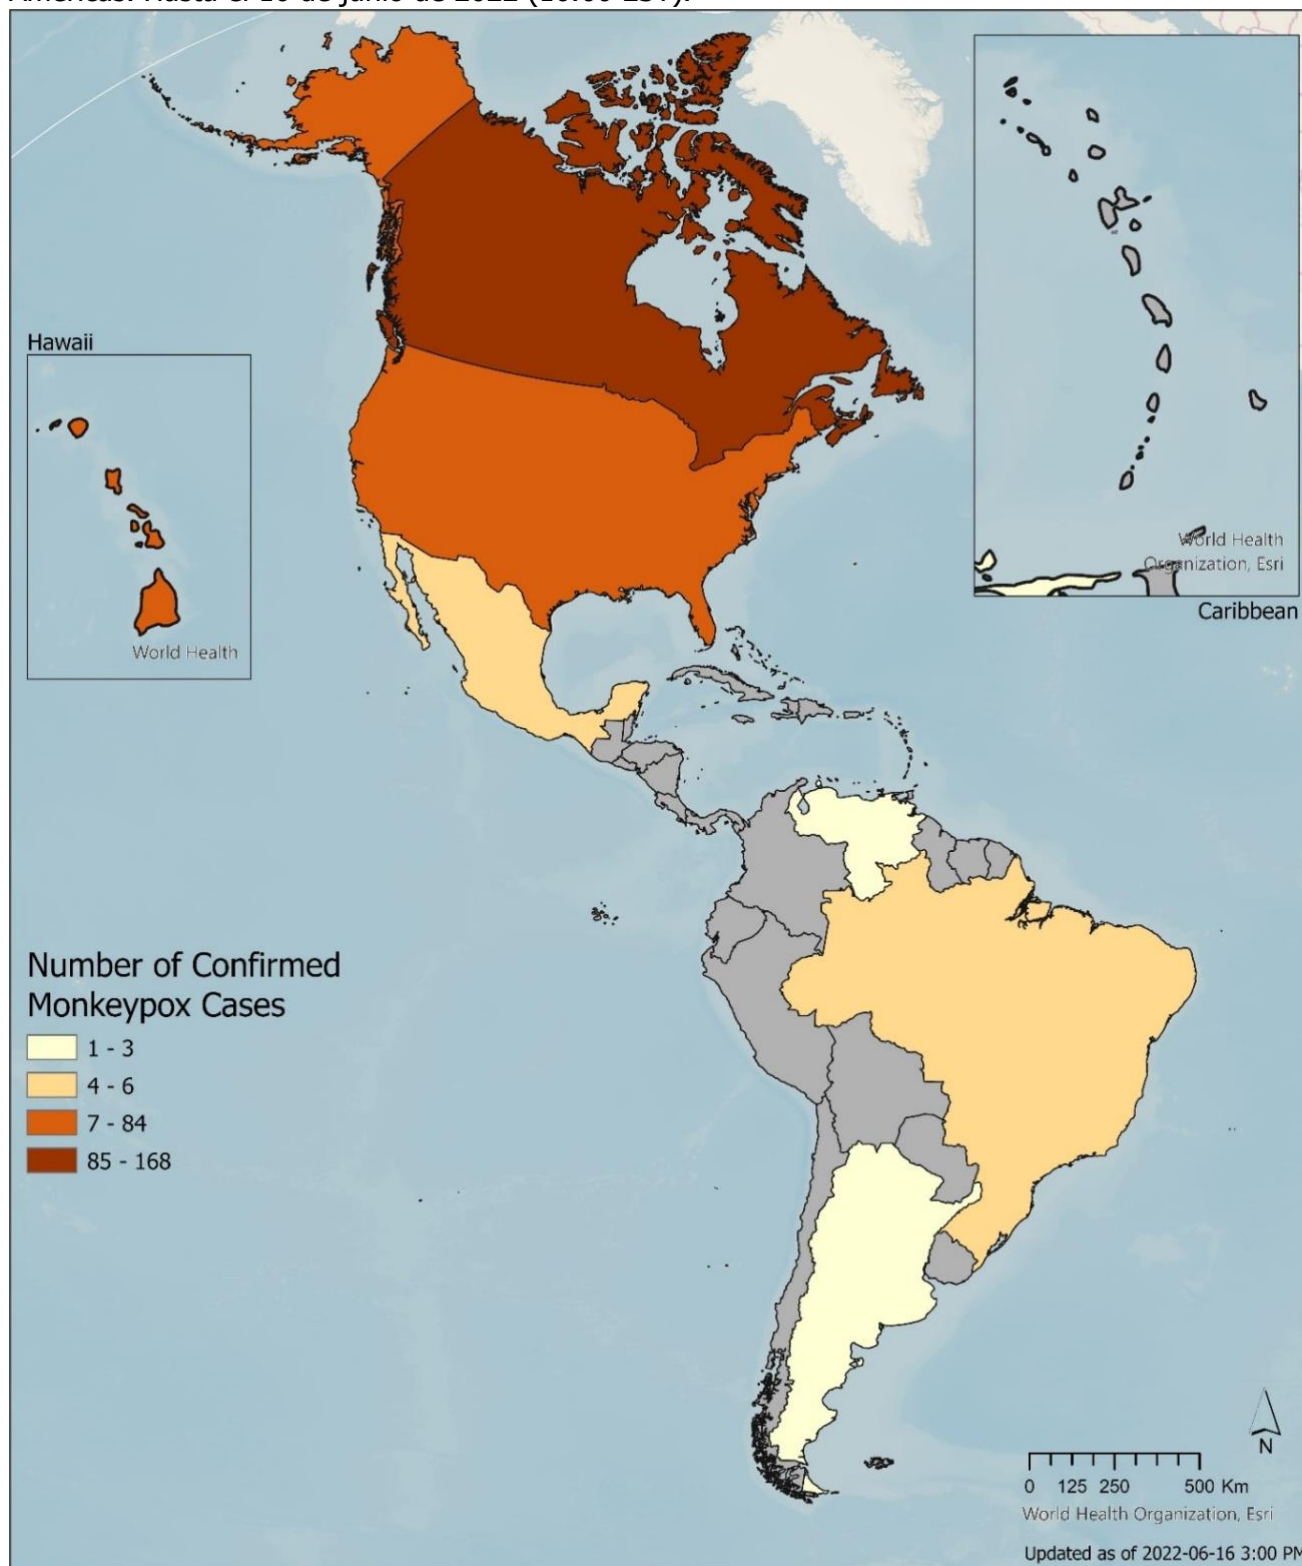 Américas. Hasta el 16 de junio de 2022 (16:00 EST).
Hawaii
World Health
World Health
Organization, Esri
Caribbean
Number of Confirmed
Monkeypox Cases
1 - 3
4 - 6
7 - 84
85 - 168
N
0 125 250 500 Km
World Health Organization, Esri
Updated as of 2022-06-16 3:00 PM